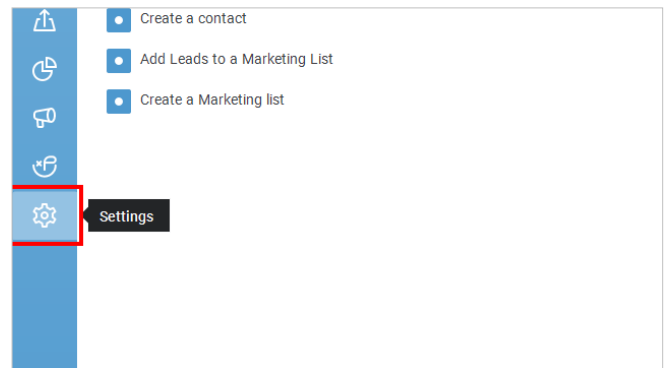 Create a contact
Add Leads to a Marketing List
Create a Marketing list
Settings